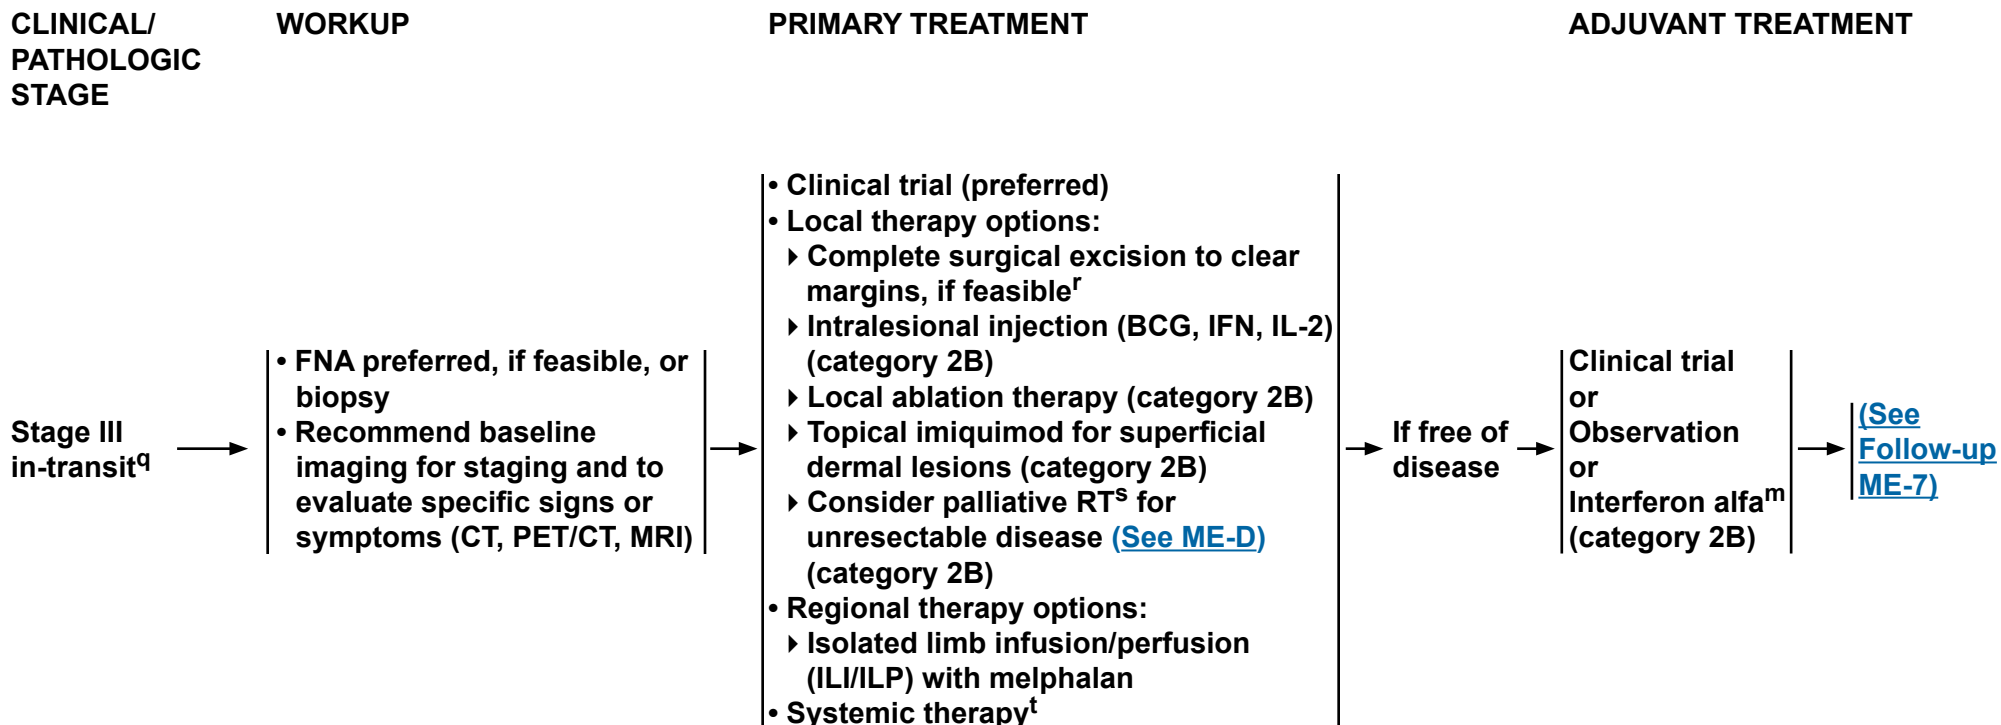 CLINICAL/
PATHOLOGIC
STAGE
WORKUP
PRIMARY TREATMENT
ADJUVANT TREATMENT
Stage III
in-transitq
• FNA preferred, if feasible, or
biopsy
• Recommend baseline
imaging for staging and to
evaluate specific signs or
symptoms (CT, PET/CT, MRI)
• Clinical trial (preferred)
• Local therapy options:
▸ Complete surgical excision to clear
margins, if feasibler
▸ Intralesional injection (BCG, IFN, IL-2)
(category 2B)
▸ Local ablation therapy (category 2B)
▸ Topical imiquimod for superficial
dermal lesions (category 2B)
▸ Consider palliative RTs for
unresectable disease (See ME-D)
(category 2B)
• Regional therapy options:
▸ Isolated limb infusion/perfusion
(ILI/ILP) with melphalan
• Systemic therapyt
If free of
disease
Clinical trial
or
Observation
or
Interferon alfam
(category 2B)
(See
Follow-up
ME-7)